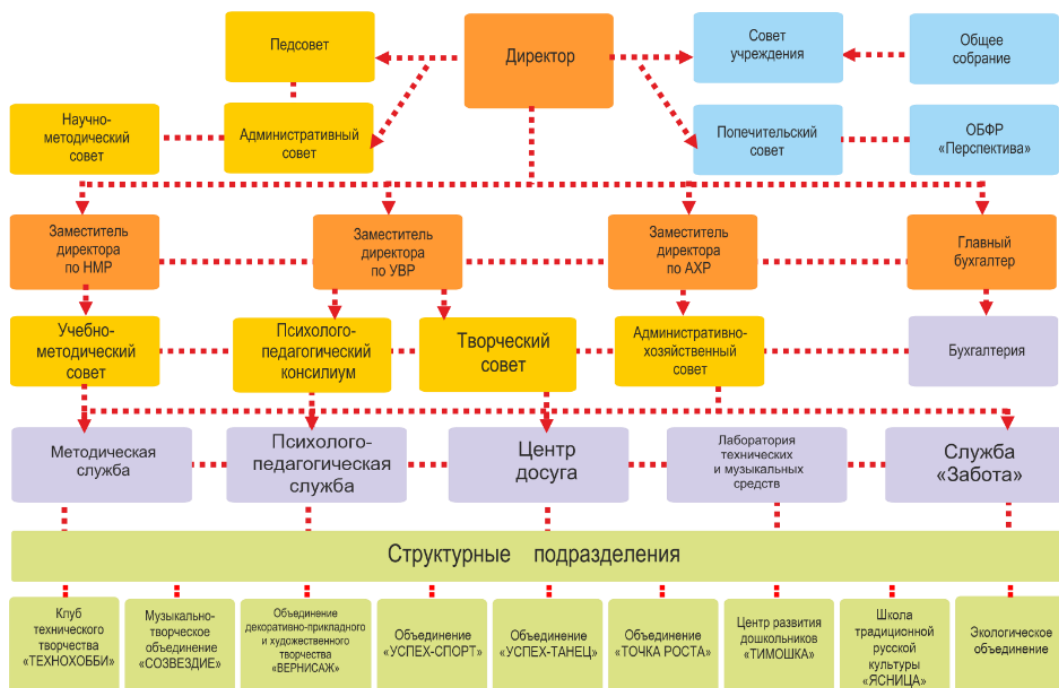 Педсовет
Директор
Совет
учреждения
Общее
собрание
Научно-
методический
совет
Административный
совет
Попечительский
совет
ОБФР
«Перспектива»
Заместитель
директора
по НМР
Заместитель
директора
по УВР
Заместитель
директора
по АХР
Главный
бухгалтер
Учебно-
методический
совет
Психолого-
педагогический
консилиум
Творческий
совет
Административно-
хозяйственный
совет
Бухгалтерия
Методическая
служба
Психолого-
педагогическая
служба
Центр
досуга
Лаборатория
технических
и музыкальных
средств
Служба
«Забота»
Структурные подразделения
Клуб
технического
творчества
«ТЕХНОХОББИ»
Музыкально-
творческое
объединение
«СОЗВЕЗДИЕ»
Объединение
декоративно-прикладного
и художественного
творчества
«ВЕРНИСАЖ»
Объединение
«УСПЕХ-СПОРТ»
Объединение
«УСПЕХ-ТАНЕЦ»
Объединение
«ТОЧКА РОСТА»
Центр развития
дошкольников
«ТИМОШКА»
Школа
традиционной
русской
культуры
«ЯСНИЦА»
Экологическое
объединение